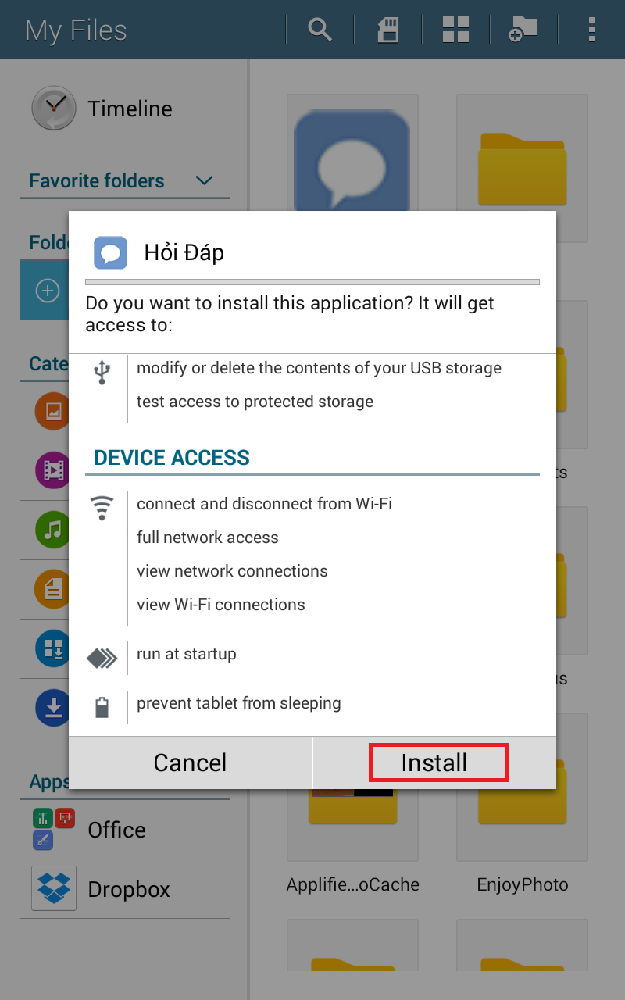 My Files
Timeline
Favorite folders
Folde
Hỏi Đáp
Do you want to install this application? It will get
access to:
modify or delete the contents of your USB storage
test access to protected storage
Cate
DEVICE ACCESS
connect and disconnect from Wi-Fi
ts
full network access
view network connections
view Wi-Fi connections
run at startup
us
prevent tablet from sleeping
Cancel
Install
Apps
Office
Dropbox
Applifie...oCache
EnjoyPhoto